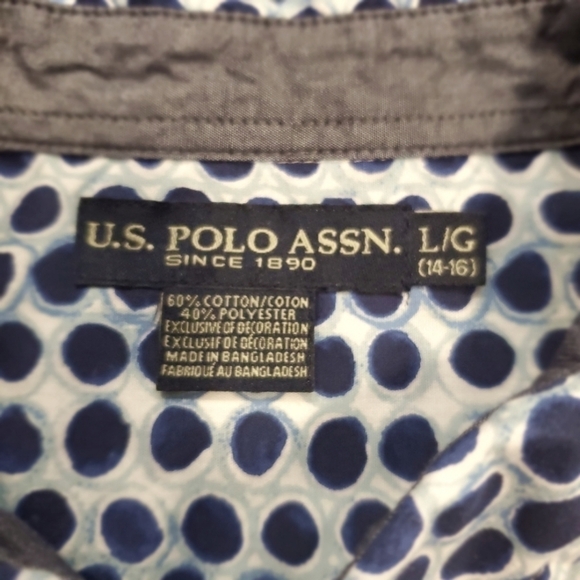 U.S. POLO ASSN.
SINCE 1890
L/G
(14-16)
60% COTTON/COTON
40% POLYESTER
EXCLUSIVE OF DECORATION
EXCLUSIF DE DÉCORATION
MADE IN BANGLADESH
FABRIQUÉ AU BANGLADESH